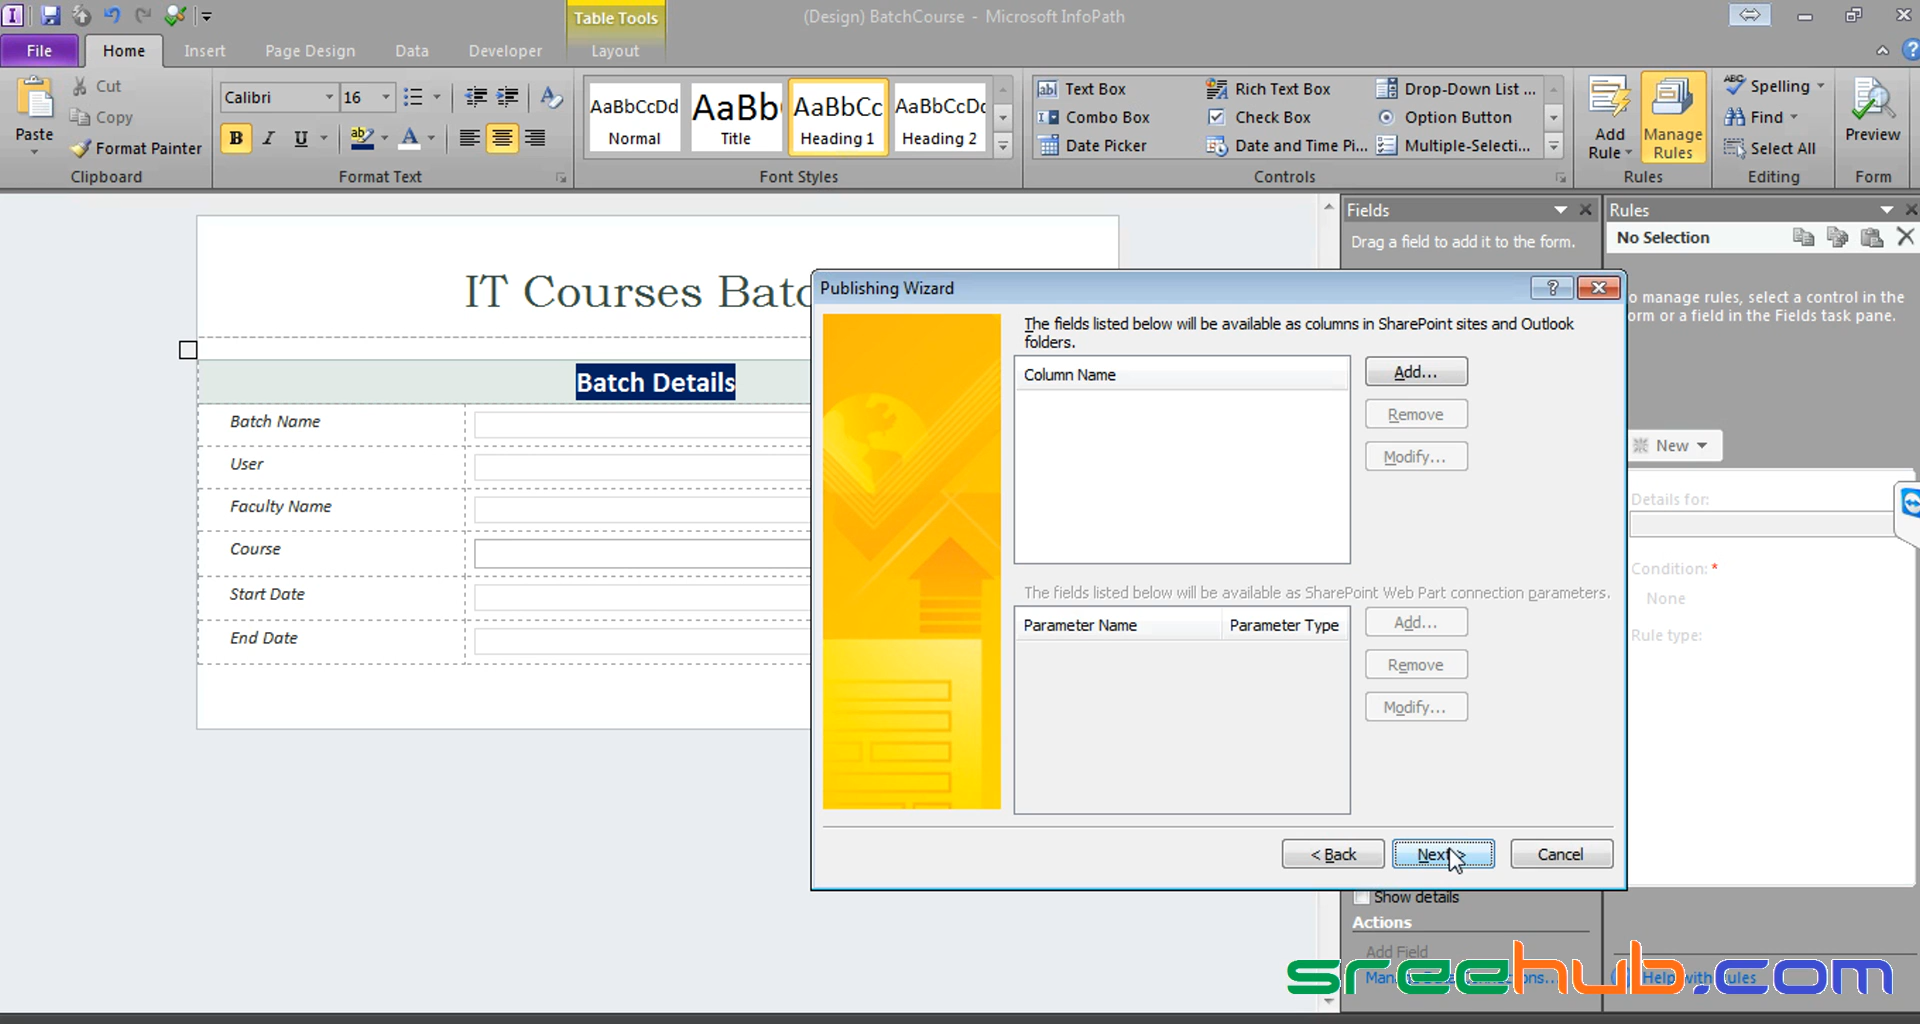 (Design) BatchCourse - Microsoft InfoPath
Table Tools
File Home Insert Page Design Data Developer Layout
Paste
Cut
Copy
Format Painter
Clipboard
Calibri 16
B I U A
Format Text
AaBbCcDd AaBb AaBbCc AaBbCcDc
Normal Title Heading 1 Heading 2
Font Styles
Text Box Rich Text Box Drop-Down List ...
Combo Box Check Box Option Button
Date Picker Date and Time Pi... Multiple-Selecti...
Controls
Add Rule
Manage Rules
Rules
Spelling
Find
Select All
Editing
Preview
Form
IT Courses Batc
Batch Details
Batch Name
User
Faculty Name
Course
Start Date
End Date
Fields
Drag a field to add it to the form.
Rules
No Selection
o manage rules, select a control in the
orm or a field in the Fields task pane.
New
Details for:
Condition: *
None
Rule type:
Publishing Wizard
The fields listed below will be available as columns in SharePoint sites and Outlook
folders.
Column Name
Add...
Remove
Modify...
The fields listed below will be available as SharePoint Web Part connection parameters.
Parameter Name Parameter Type
Add...
Remove
Modify...
< Back Next > Cancel
Show details
Actions
Add Field
Help with Rules
sreehub.com